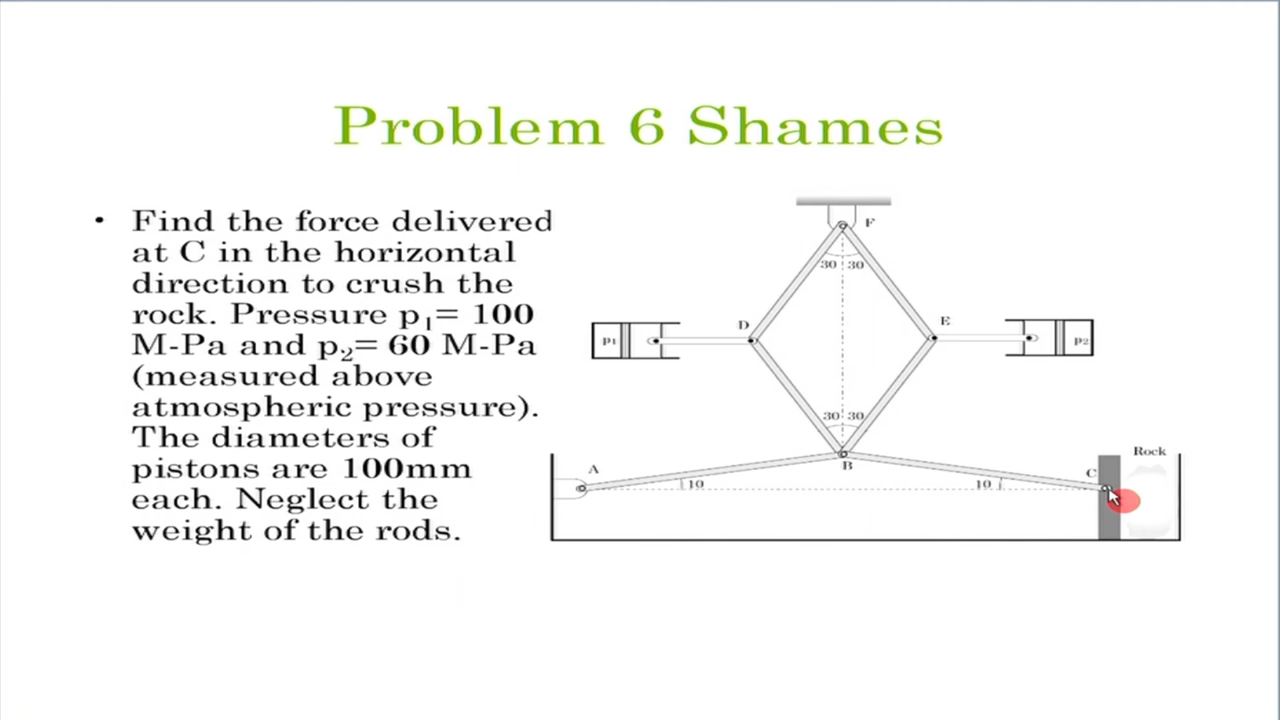 Problem 6 Shames
• Find the force delivered
at C in the horizontal
direction to crush the
rock. Pressure p₁= 100
M-Pa and p₂= 60 M-Pa
(measured above
atmospheric pressure).
The diameters of
pistons are 100mm
each. Neglect the
weight of the rods.
F
30 30
D
E
p₁
p₂
30 30
B
A
10
10
C
Rock